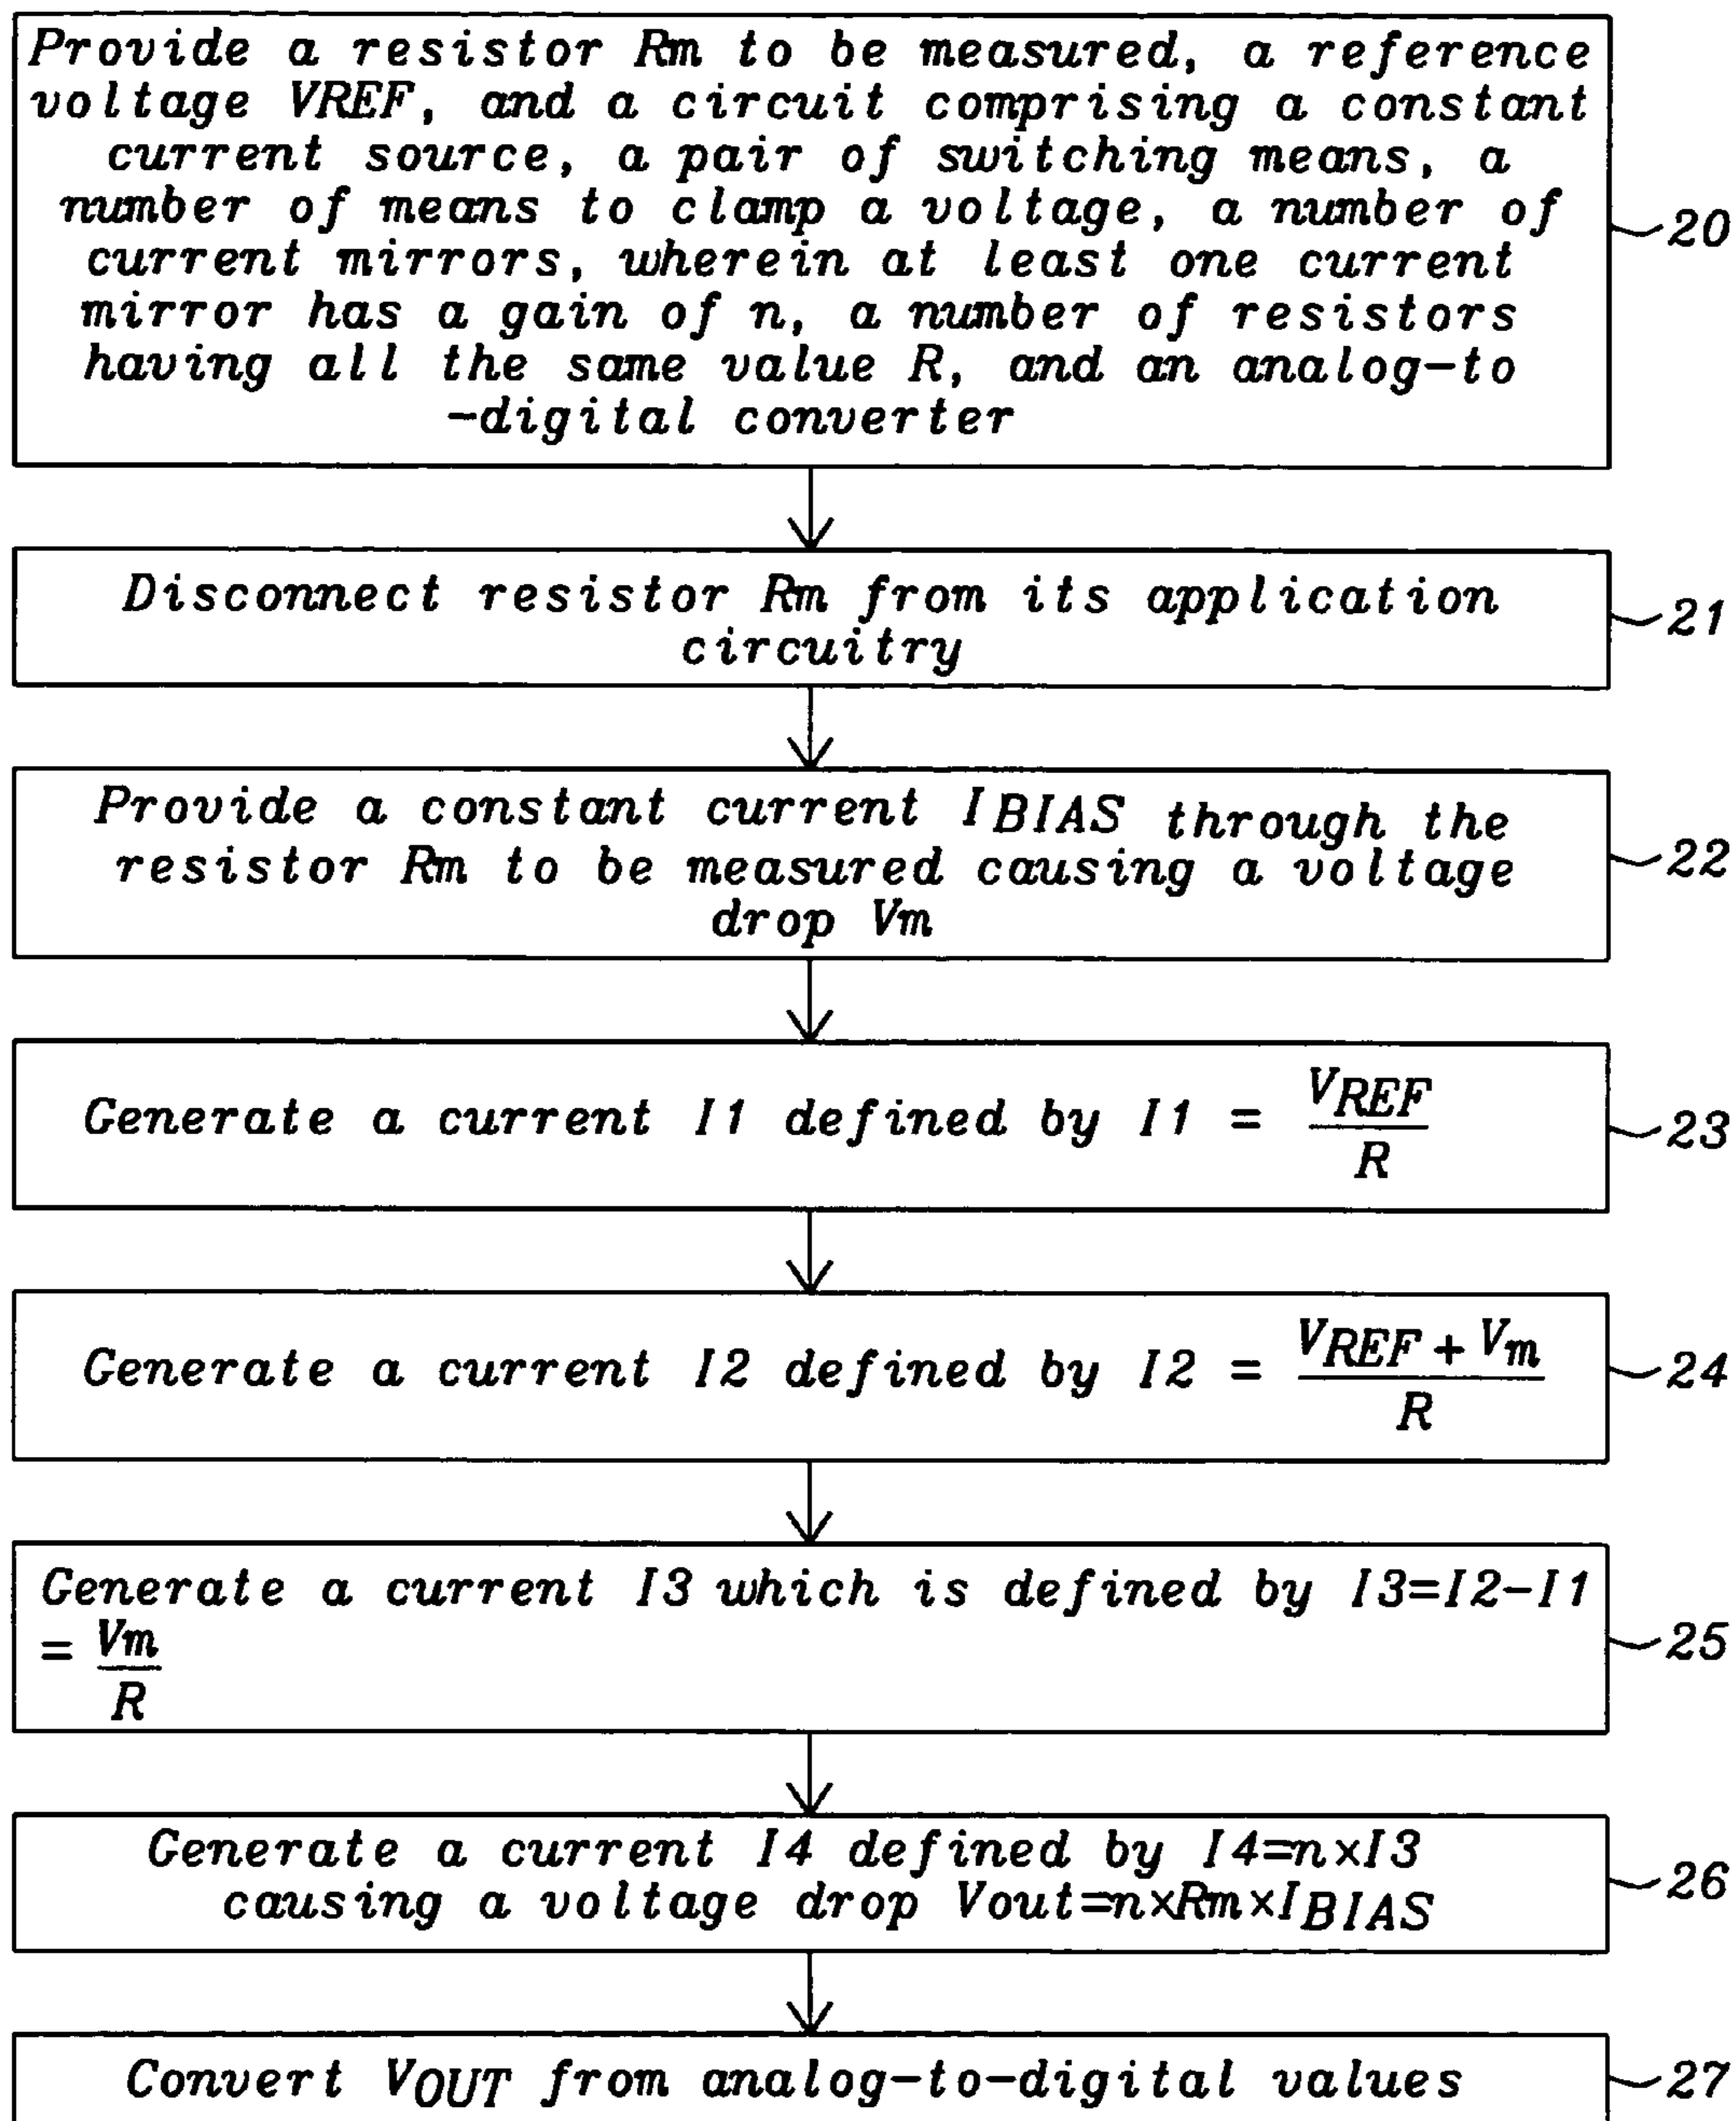 Provide a resistor Rm to be measured, a reference
voltage VREF, and a circuit comprising a constant
current source, a pair of switching means, a
number of means to clamp a voltage, a number of
current mirrors, wherein at least one current
mirror has a gain of n, a number of resistors
having all the same value R, and an analog-to
-digital converter
20
Disconnect resistor Rm from its application
circuitry
21
Provide a constant current IBIAS through the
resistor Rm to be measured causing a voltage
drop Vm
22
Generate a current I1 defined by I1 = VREF / R
23
Generate a current I2 defined by I2 = VREF + Vm / R
24
Generate a current I3 which is defined by I3=I2-I1
= Vm / R
25
Generate a current I4 defined by I4=n×I3
causing a voltage drop Vout=n×Rm×IBIAS
26
Convert VOUT from analog-to-digital values
27